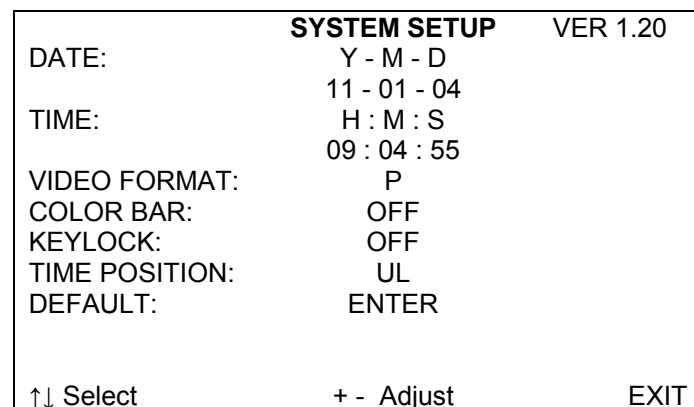 SYSTEM SETUP VER 1.20
DATE: Y - M - D
11 - 01 - 04
TIME: H : M : S
09 : 04 : 55
VIDEO FORMAT: P
COLOR BAR: OFF
KEYLOCK: OFF
TIME POSITION: UL
DEFAULT: ENTER
↑↓ Select + - Adjust EXIT